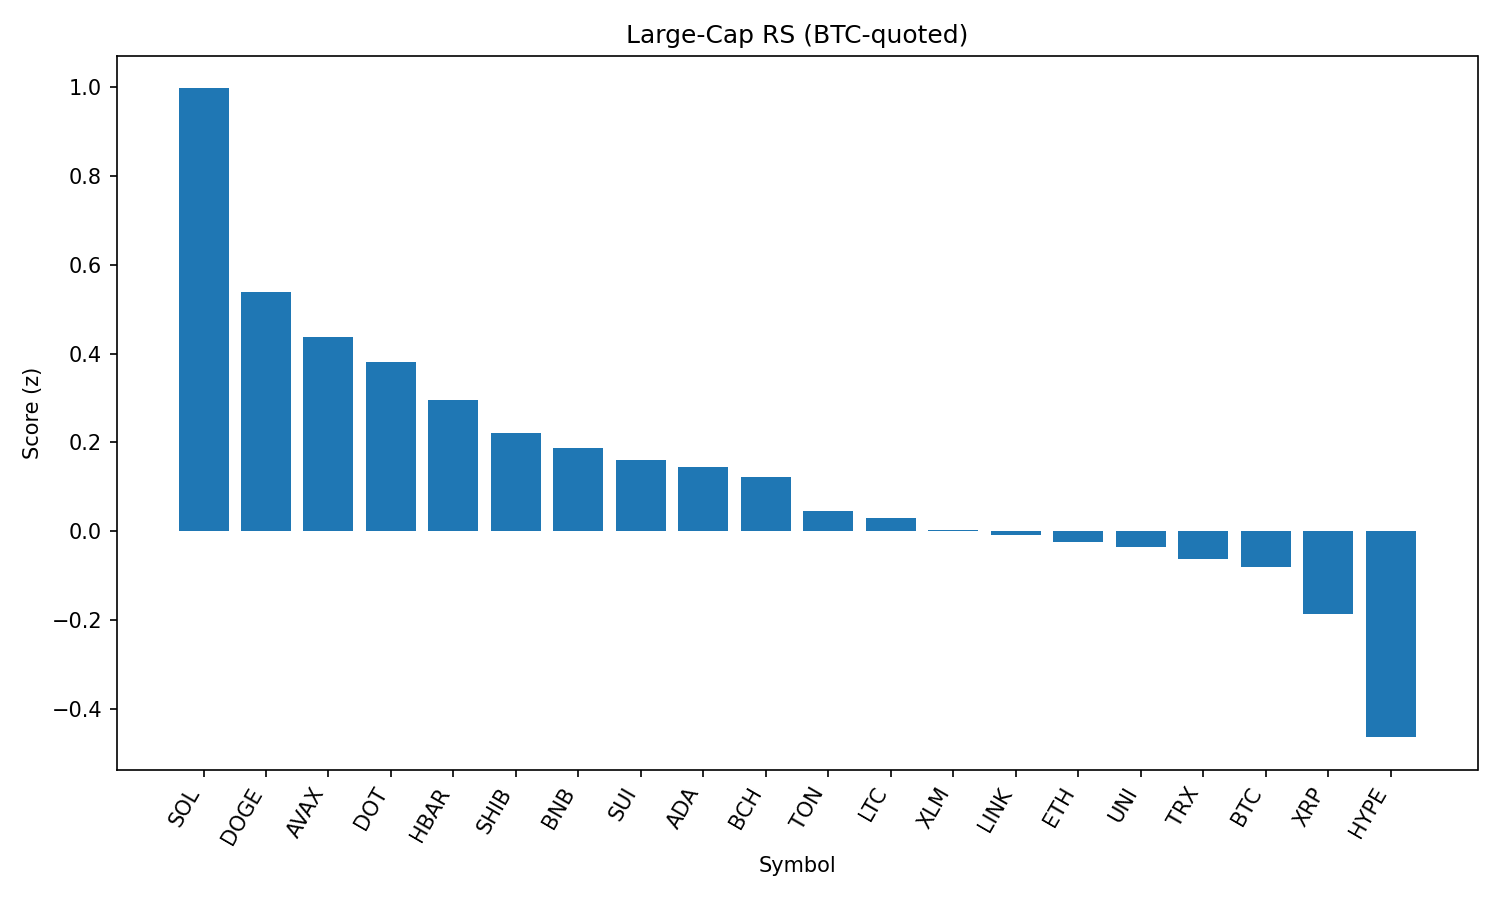 Large-Cap RS (BTC-quoted)
Score (z)
1.0
0.8
0.6
0.4
0.2
0.0
−0.2
−0.4
SOL
DOGE
AVAX
DOT
HBAR
SHIB
BNB
SUI
ADA
BCH
TON
LTC
XLM
LINK
ETH
UNI
TRX
BTC
XRP
HYPE
Symbol